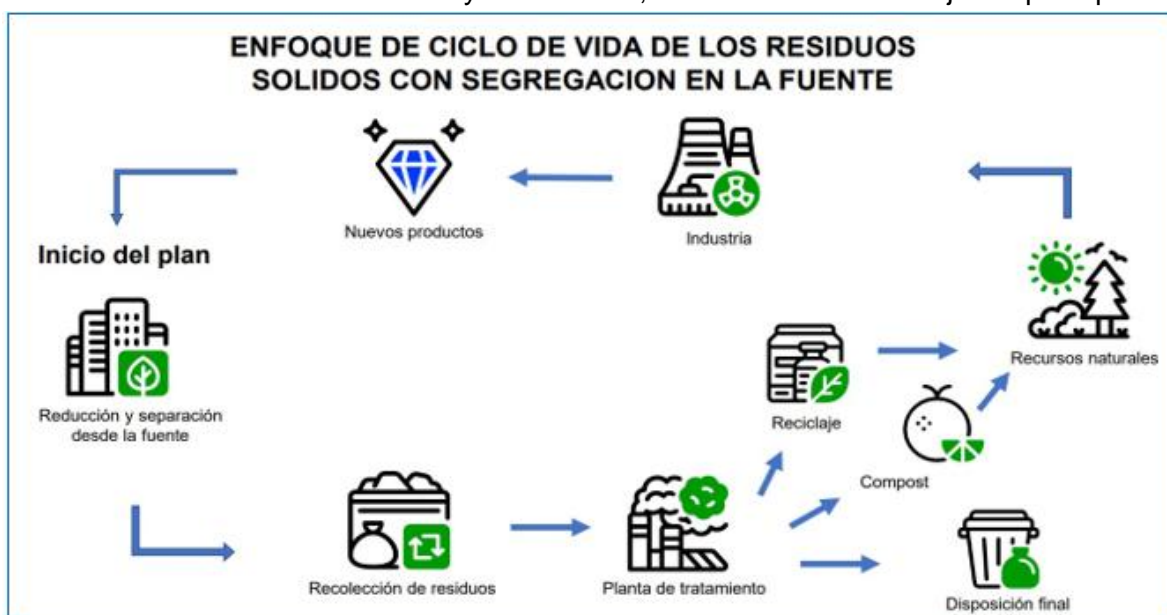 ENFOQUE DE CICLO DE VIDA DE LOS RESIDUOS
SOLIDOS CON SEGREGACION EN LA FUENTE
Nuevos productos
Industria
Inicio del plan
Recursos naturales
Reducción y separación
desde la fuente
Reciclaje
Compost
Recolección de residuos
Planta de tratamiento
Disposición final